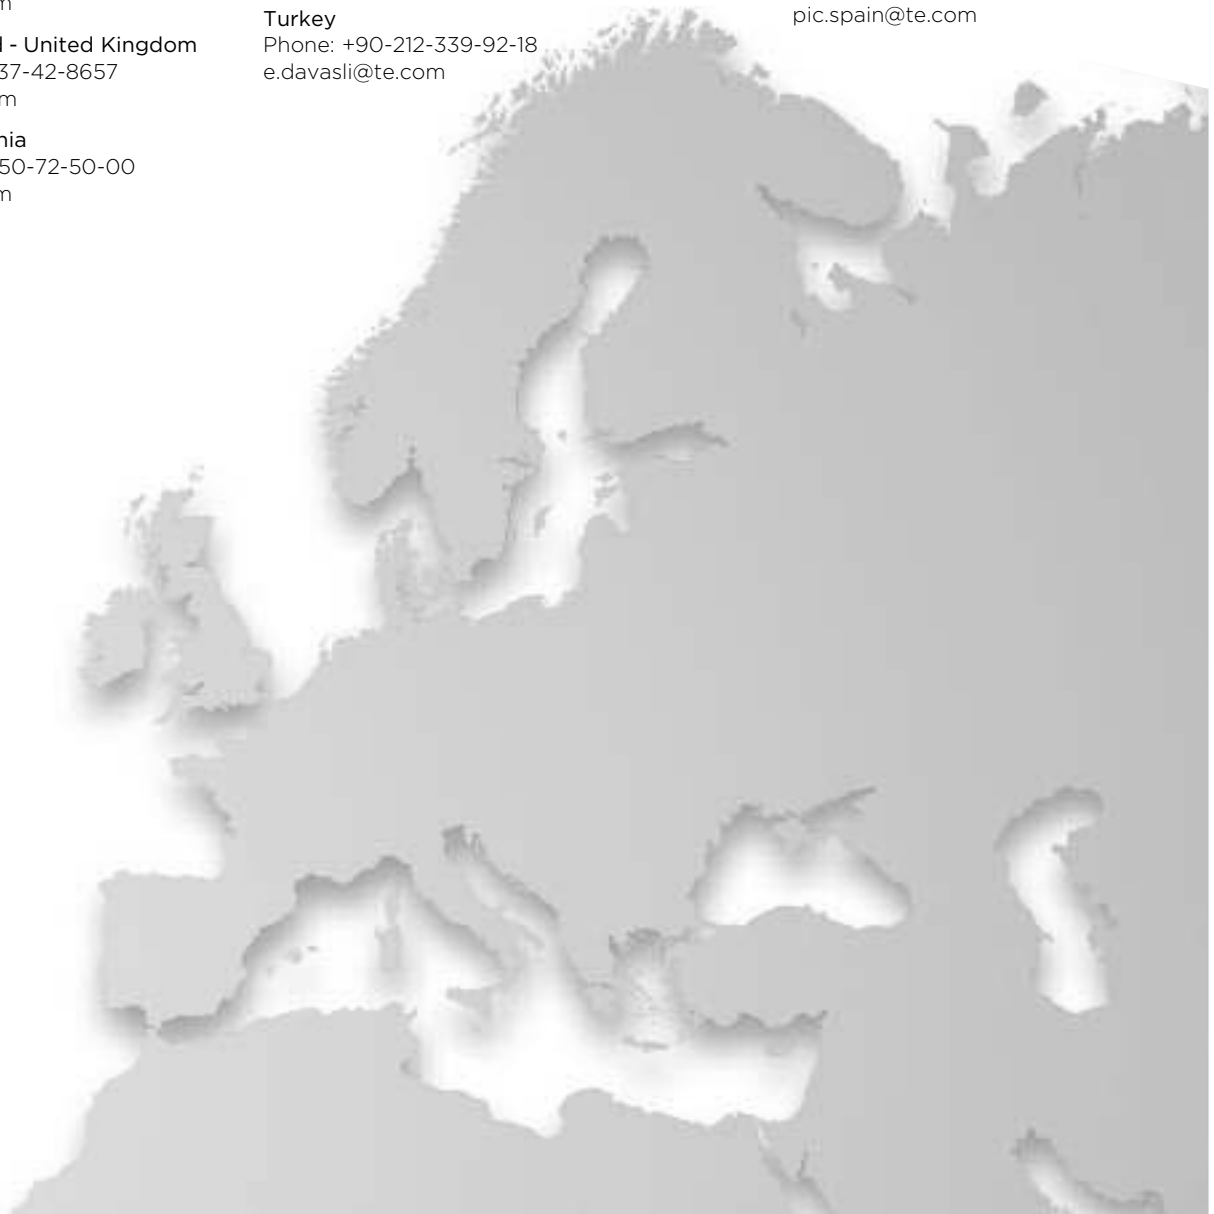 - United Kingdom
37-42-8657
50-72-50-00
Turkey
Phone: +90-212-339-92-18
e.davasli@te.com
pic.spain@te.com